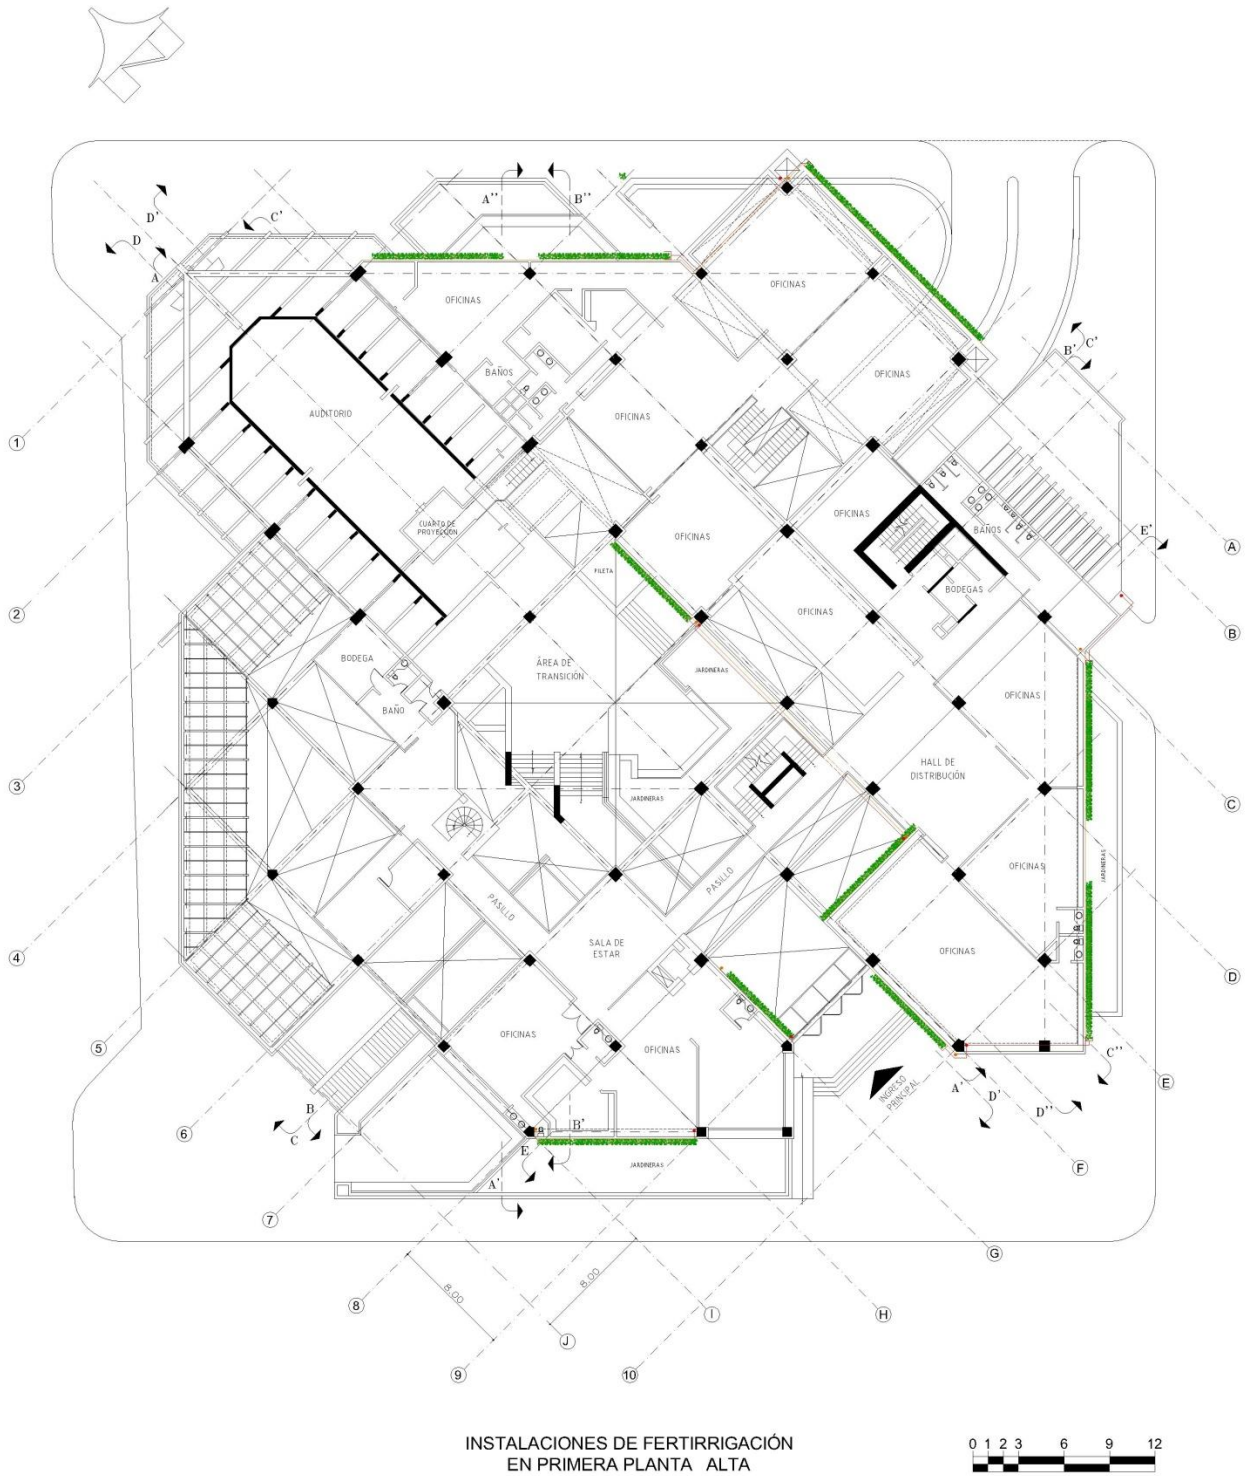 A''
B''
D'
C'
D
A
OFICINAS
OFICINAS
BAÑOS
OFICINAS
B'
C'
AUDITORIO
OFICINAS
1
CUARTO DE
PROYECCIÓN
OFICINAS
OFICINAS
BAÑOS
E'
A
PILETA
BODEGAS
2
OFICINAS
B
BODEGA
ÁREA DE
TRANSICIÓN
JARDINERAS
BAÑO
OFICINAS
HALL DE
DISTRIBUCIÓN
3
JARDINERAS
C
PASILLO
OFICINAS
JARDINERAS
PASILLO
SALA DE
ESTAR
OFICINAS
4
D
OFICINAS
OFICINAS
5
INGRESO
PRINCIPAL
A'
D'
C''
D''
E
B
C
6
E
B'
A'
JARDINERAS
F
7
G
8.00
8.00
8
I
H
J
9
10
INSTALACIONES DE FERTIRRIGACIÓN
EN PRIMERA PLANTA ALTA
0 1 2 3 6 9 12